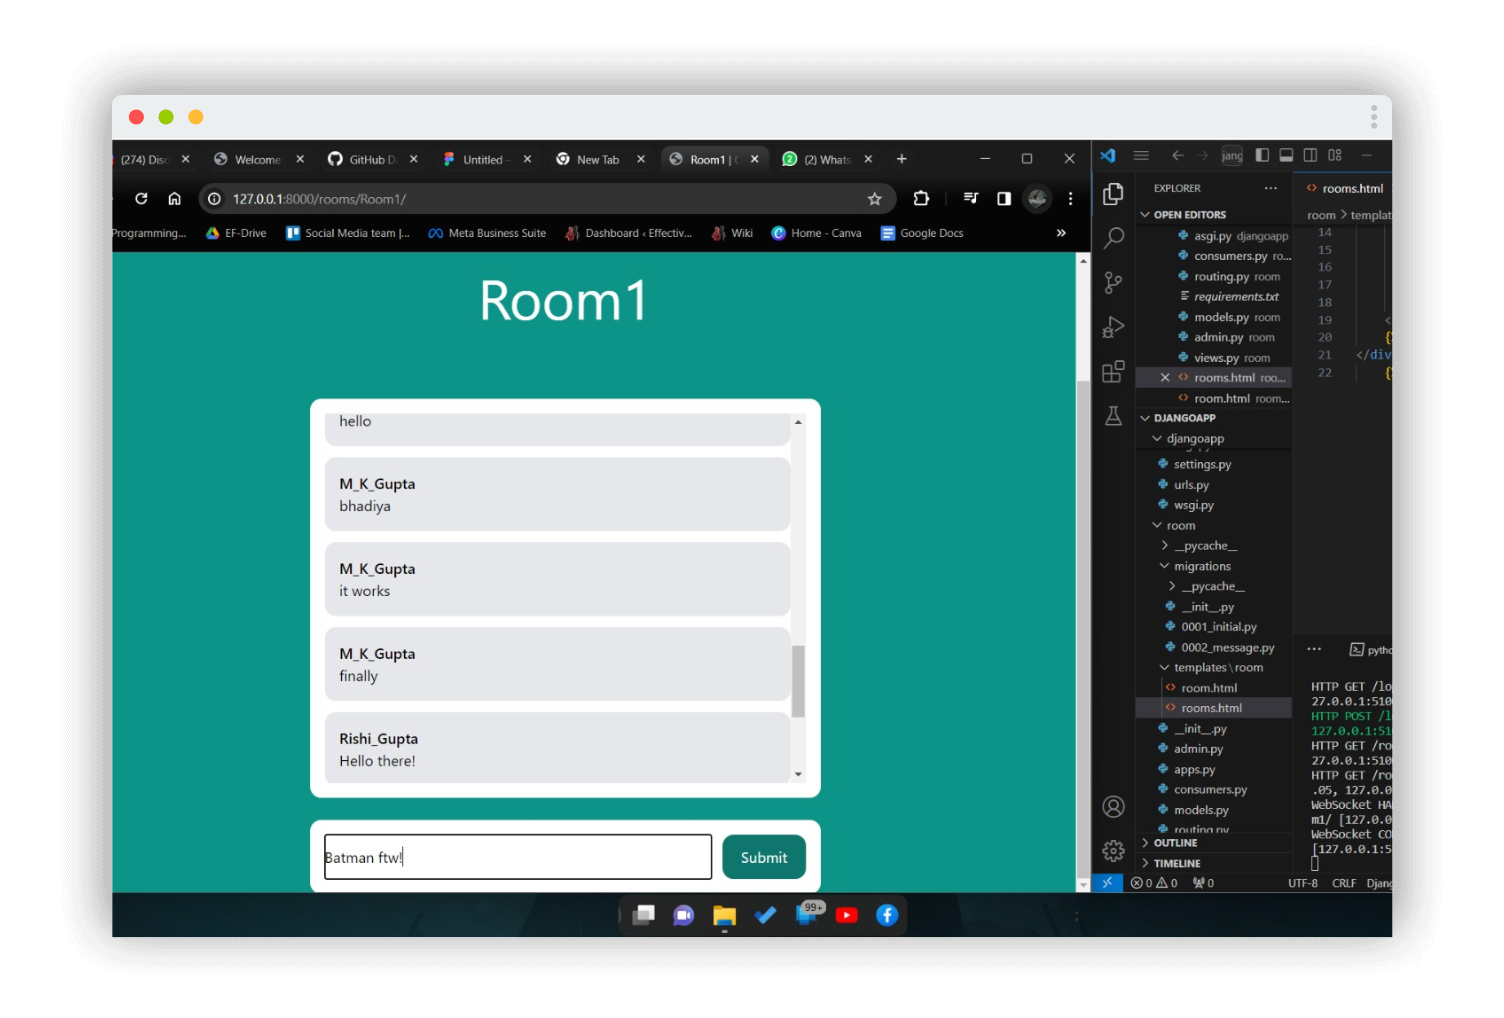 (274) Disc
Welcome
GitHub D
Untitled –
New Tab
Room1 | C
(2) Whats
127.0.0.1:8000/rooms/Room1/
Programming...
EF-Drive
Social Media team |...
Meta Business Suite
Dashboard ‹ Effectiv...
Wiki
Home - Canva
Google Docs
Room1
hello
M_K_Gupta
bhadiya
M_K_Gupta
it works
M_K_Gupta
finally
Rishi_Gupta
Hello there!
Batman ftw!
Submit
99+
jang
EXPLORER
OPEN EDITORS
asgi.py djangoapp
consumers.py ro...
routing.py room
requirements.txt
models.py room
admin.py room
views.py room
rooms.html roo...
room.html room...
DJANGOAPP
djangoapp
settings.py
urls.py
wsgi.py
room
__pycache__
migrations
__pycache__
__init__.py
0001_initial.py
0002_message.py
templates \ room
room.html
rooms.html
__init__.py
admin.py
apps.py
consumers.py
models.py
routing.py
OUTLINE
TIMELINE
rooms.html
room > templat
14
15
16
17
18
19 <
20 {
21 </div
22 {
pytho
HTTP GET /lo
27.0.0.1:510
HTTP POST /l
127.0.0.1:51
HTTP GET /ro
27.0.0.1:510
HTTP GET /ro
.05, 127.0.0
WebSocket HA
m1/ [127.0.0
WebSocket CO
[127.0.0.1:5
0 0 0 UTF-8 CRLF Djang